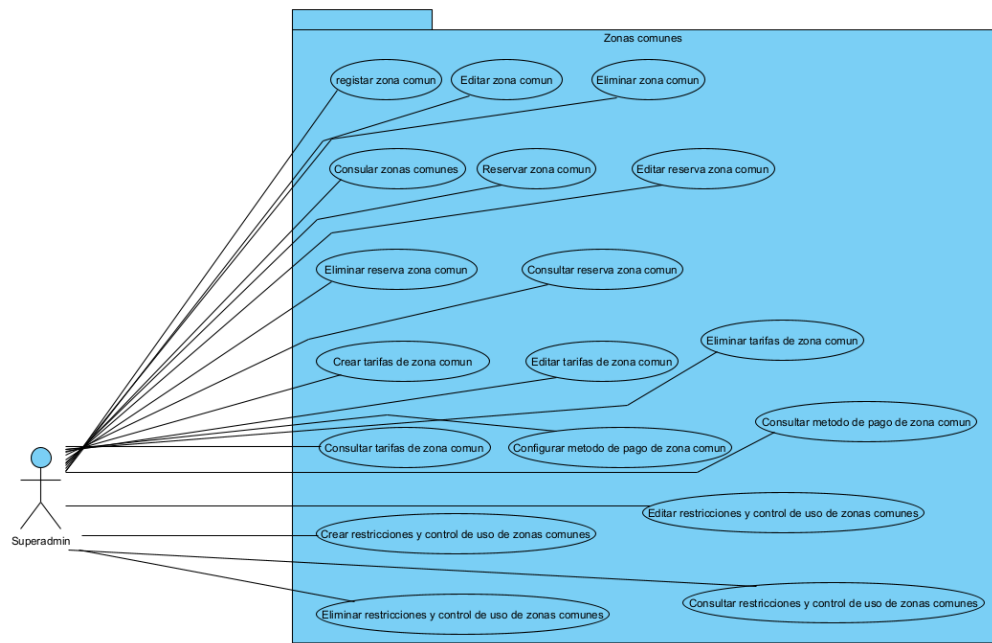 Zonas comunes
registar zona comun
Editar zona comun
Eliminar zona comun
Consular zonas comunes
Reservar zona comun
Editar reserva zona comun
Eliminar reserva zona comun
Consultar reserva zona comun
Eliminar tarifas de zona comun
Crear tarifas de zona comun
Editar tarifas de zona comun
Consultar metodo de pago de zona comun
Consultar tarifas de zona comun
Configurar metodo de pago de zona comun
Editar restricciones y control de uso de zonas comunes
Crear restricciones y control de uso de zonas comunes
Superadmin
Consultar restricciones y control de uso de zonas comunes
Eliminar restricciones y control de uso de zonas comunes